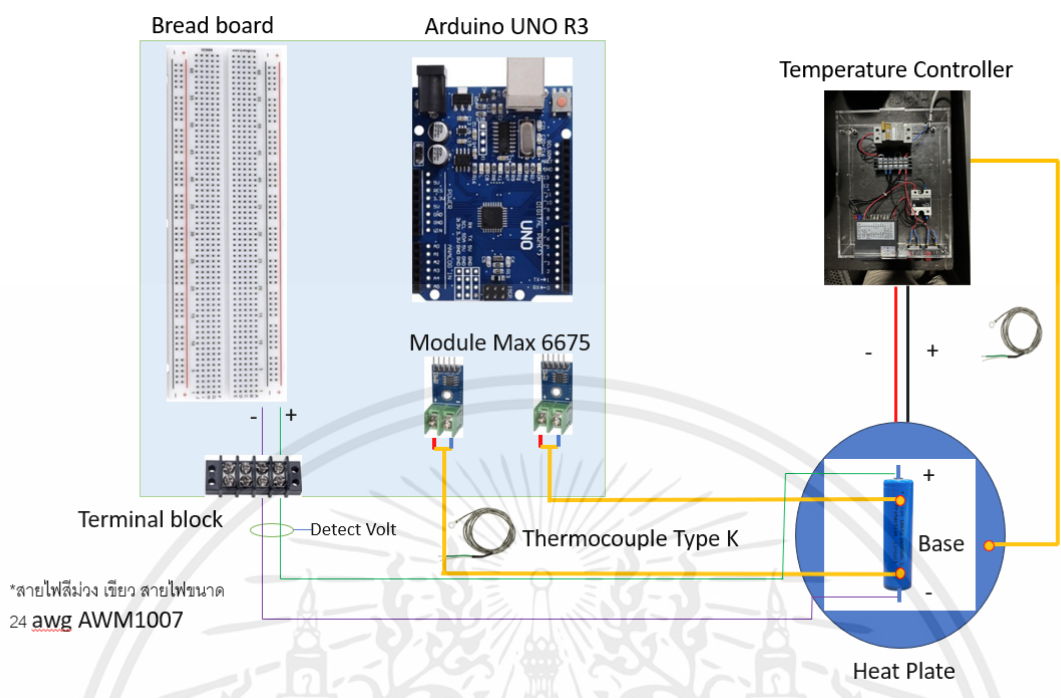 Bread board
Arduino UNO R3
Temperature Controller
UNO
Module Max 6675
- +
- +
Terminal block
Detect Volt
Thermocouple Type K
+
Base
-
*สายไฟสีม่วง เขียว สายไฟขนาด
24 awg AWM1007
Heat Plate